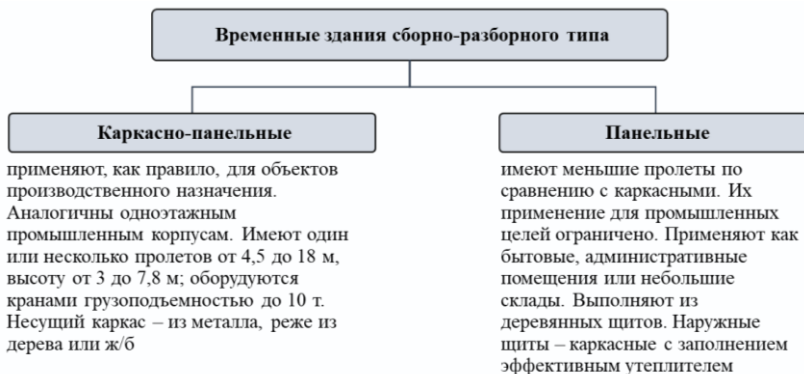 Временные здания сборно-разборного типа
Каркасно-панельные
применяют, как правило, для объектов
производственного назначения.
Аналогичны одноэтажным
промышленным корпусам. Имеют один
или несколько пролетов от 4,5 до 18 м,
высоту от 3 до 7,8 м; оборудуются
кранами грузоподъемностью до 10 т.
Несущий каркас – из металла, реже из
дерева или ж/б
Панельные
имеют меньшие пролеты по
сравнению с каркасными. Их
применение для промышленных
целей ограничено. Применяют как
бытовые, административные
помещения или небольшие
склады. Выполняют из
деревянных щитов. Наружные
щиты – каркасные с заполнением
эффективным утеплителем